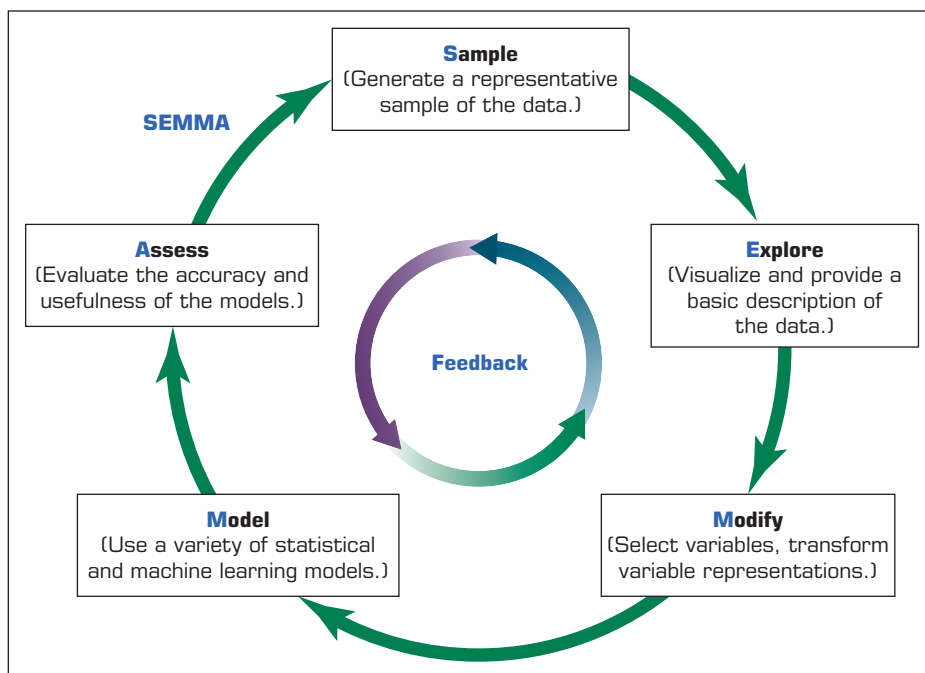 Sample
(Generate a representative
sample of the data.)
SEMMA
Assess
(Evaluate the accuracy and
usefulness of the models.)
Explore
(Visualize and provide a
basic description of
the data.)
Feedback
Model
(Use a variety of statistical
and machine learning models.)
Modify
(Select variables, transform
variable representations.)